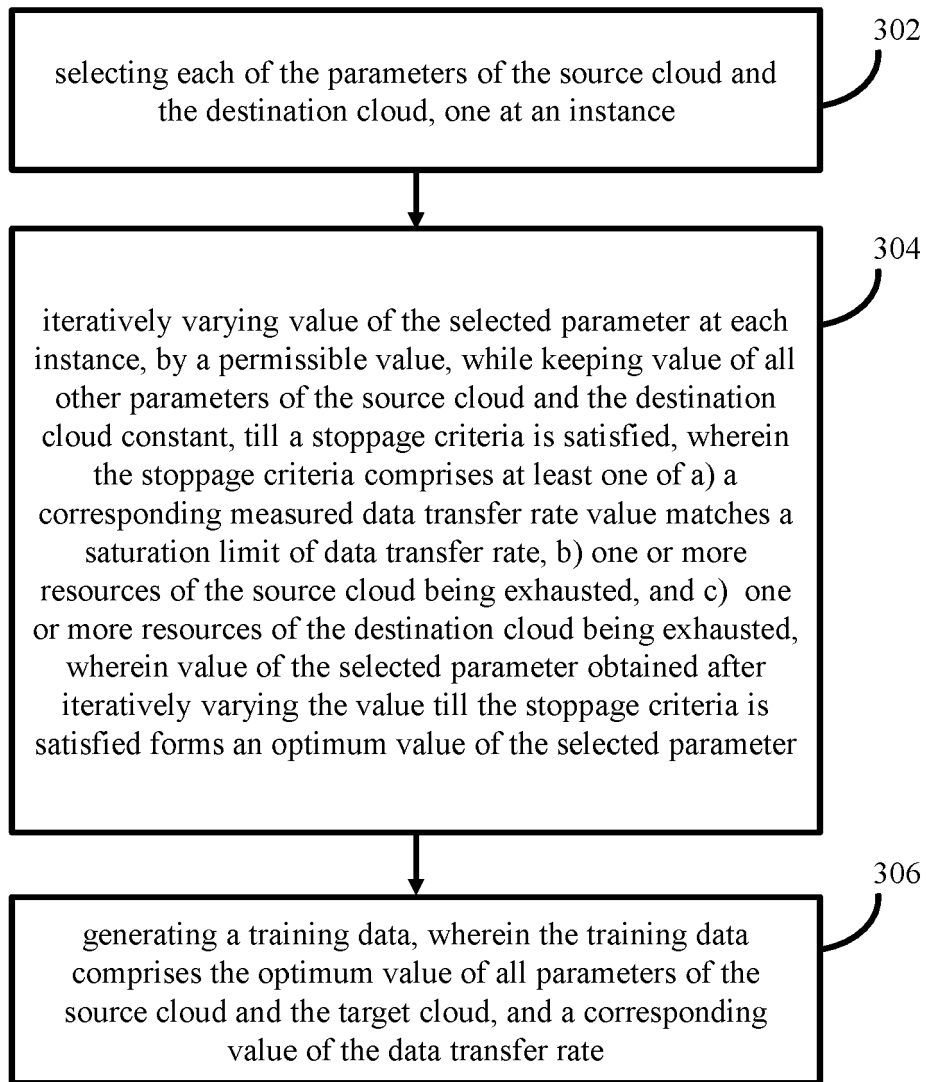 302
selecting each of the parameters of the source cloud and
the destination cloud, one at an instance
304
iteratively varying value of the selected parameter at each
instance, by a permissible value, while keeping value of all
other parameters of the source cloud and the destination
cloud constant, till a stoppage criteria is satisfied, wherein
the stoppage criteria comprises at least one of a) a
corresponding measured data transfer rate value matches a
saturation limit of data transfer rate, b) one or more
resources of the source cloud being exhausted, and c) one
or more resources of the destination cloud being exhausted,
wherein value of the selected parameter obtained after
iteratively varying the value till the stoppage criteria is
satisfied forms an optimum value of the selected parameter
306
generating a training data, wherein the training data
comprises the optimum value of all parameters of the
source cloud and the target cloud, and a corresponding
value of the data transfer rate